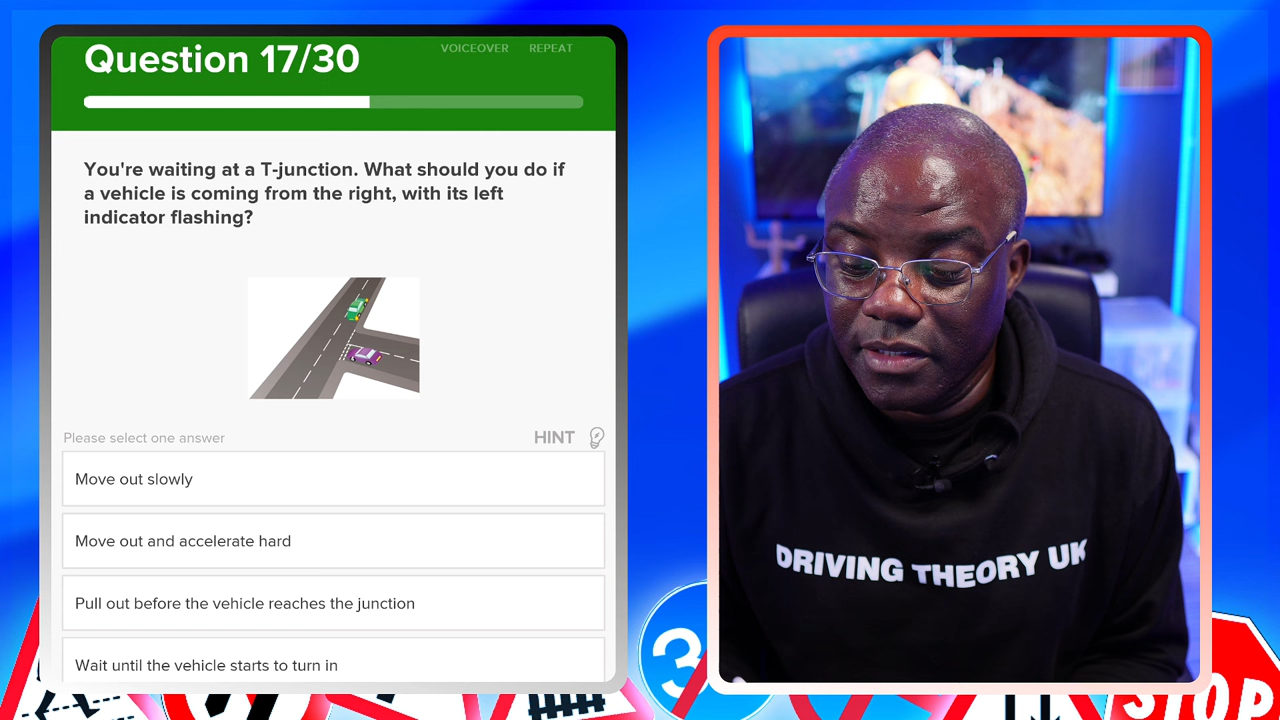 Question 17/30
VOICEOVER REPEAT
You're waiting at a T-junction. What should you do if
a vehicle is coming from the right, with its left
indicator flashing?
Please select one answer
HINT
Move out slowly
Move out and accelerate hard
Pull out before the vehicle reaches the junction
Wait until the vehicle starts to turn in
DRIVING THEORY UK
3
STOP